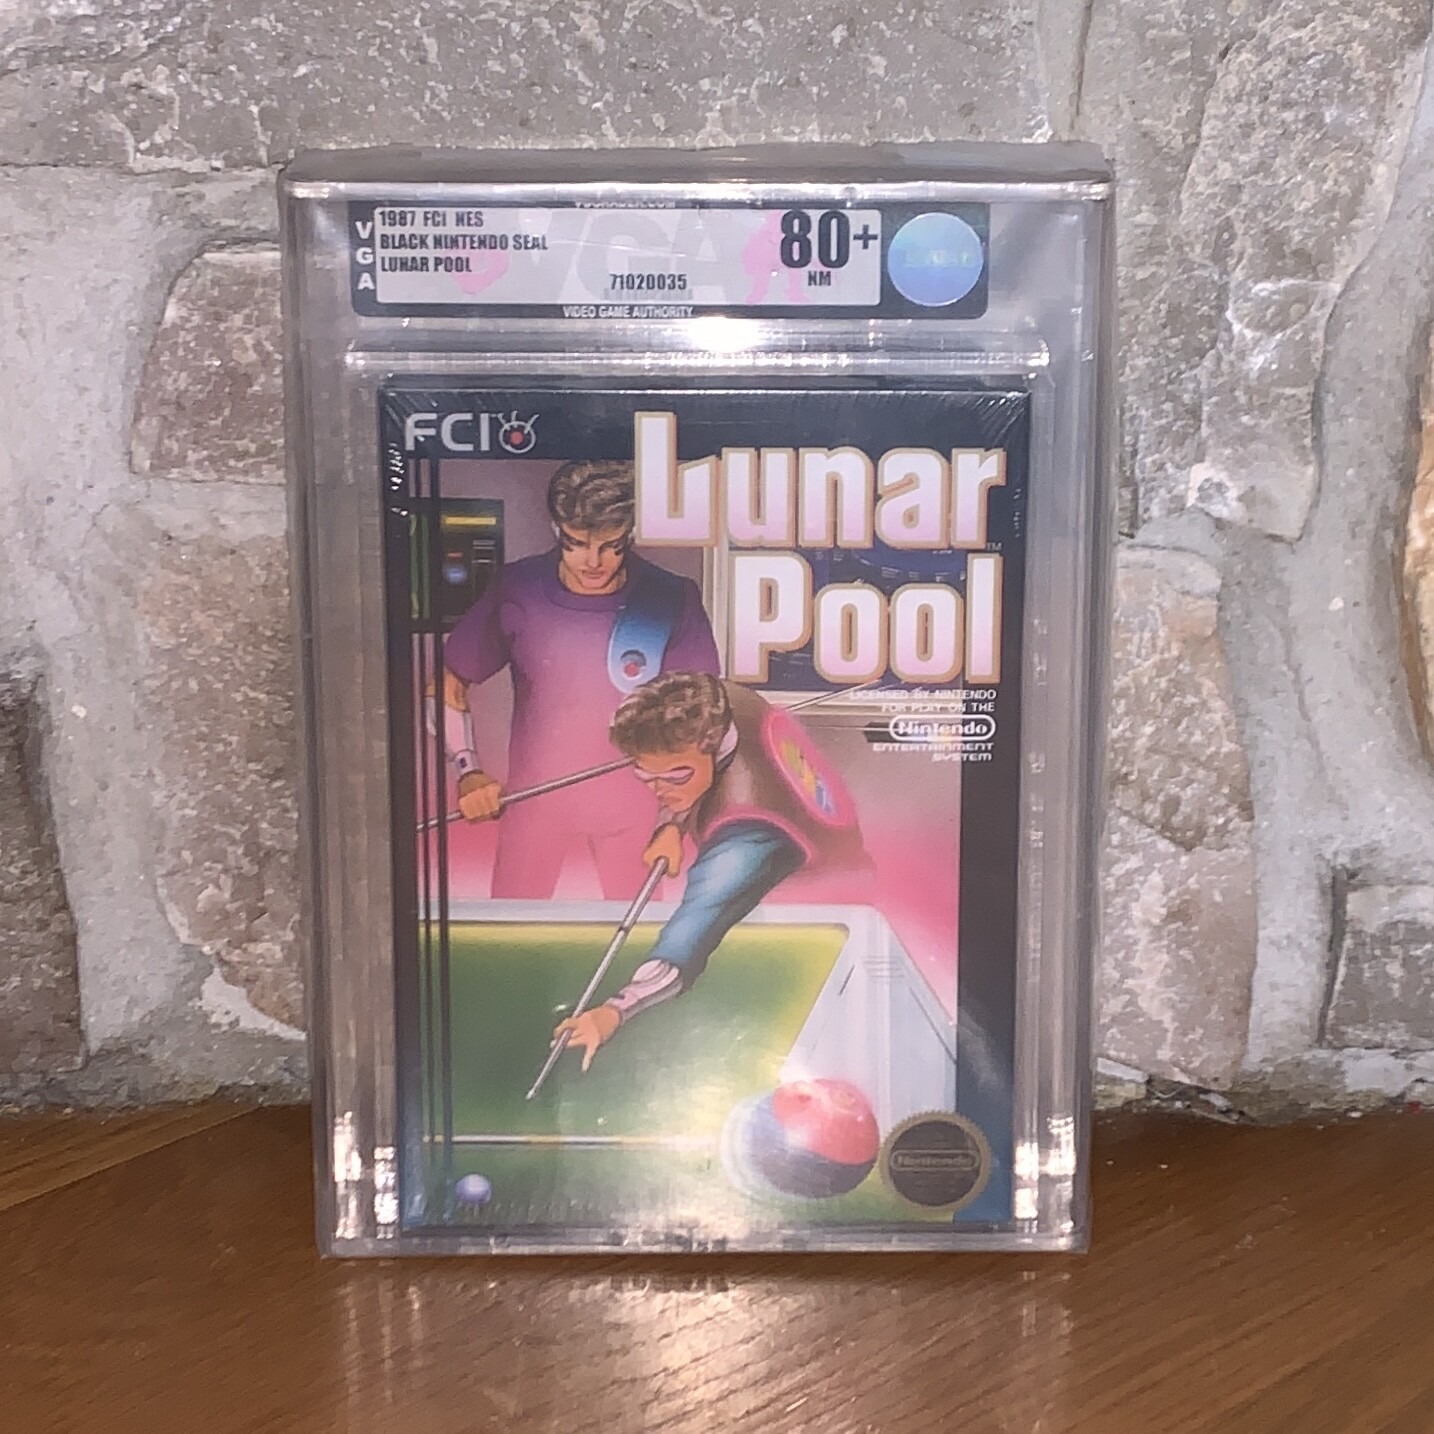 VGA
1987 FCI NES
BLACK NINTENDO SEAL
LUNAR POOL
71020035
80+
NM
VIDEO GAME AUTHORITY
FCI
Lunar
Pool
TM
LICENSED BY NINTENDO
FOR PLAY ON THE
Nintendo
ENTERTAINMENT
SYSTEM
Nintendo